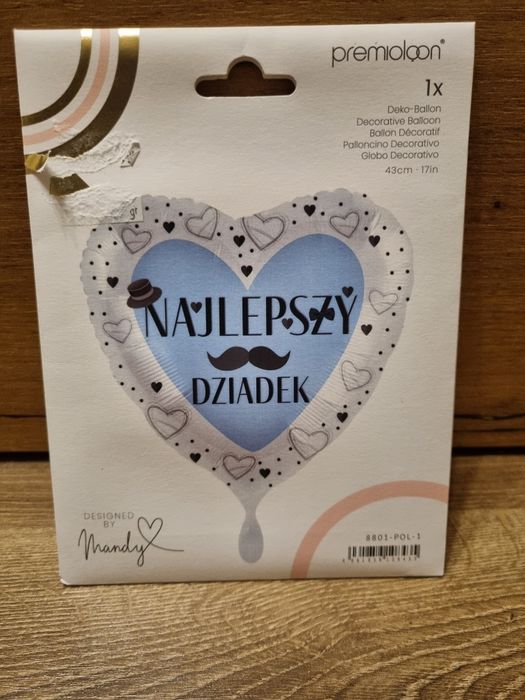 premioloon®
1x
Deko-Ballon
Decorative Balloon
Ballon Décoratif
Palloncino Decorativo
Globo Decorativo
43cm · 17in
NAJLEPSZY
DZIADEK
DESIGNED
BY
Mandy
8801-POL-1